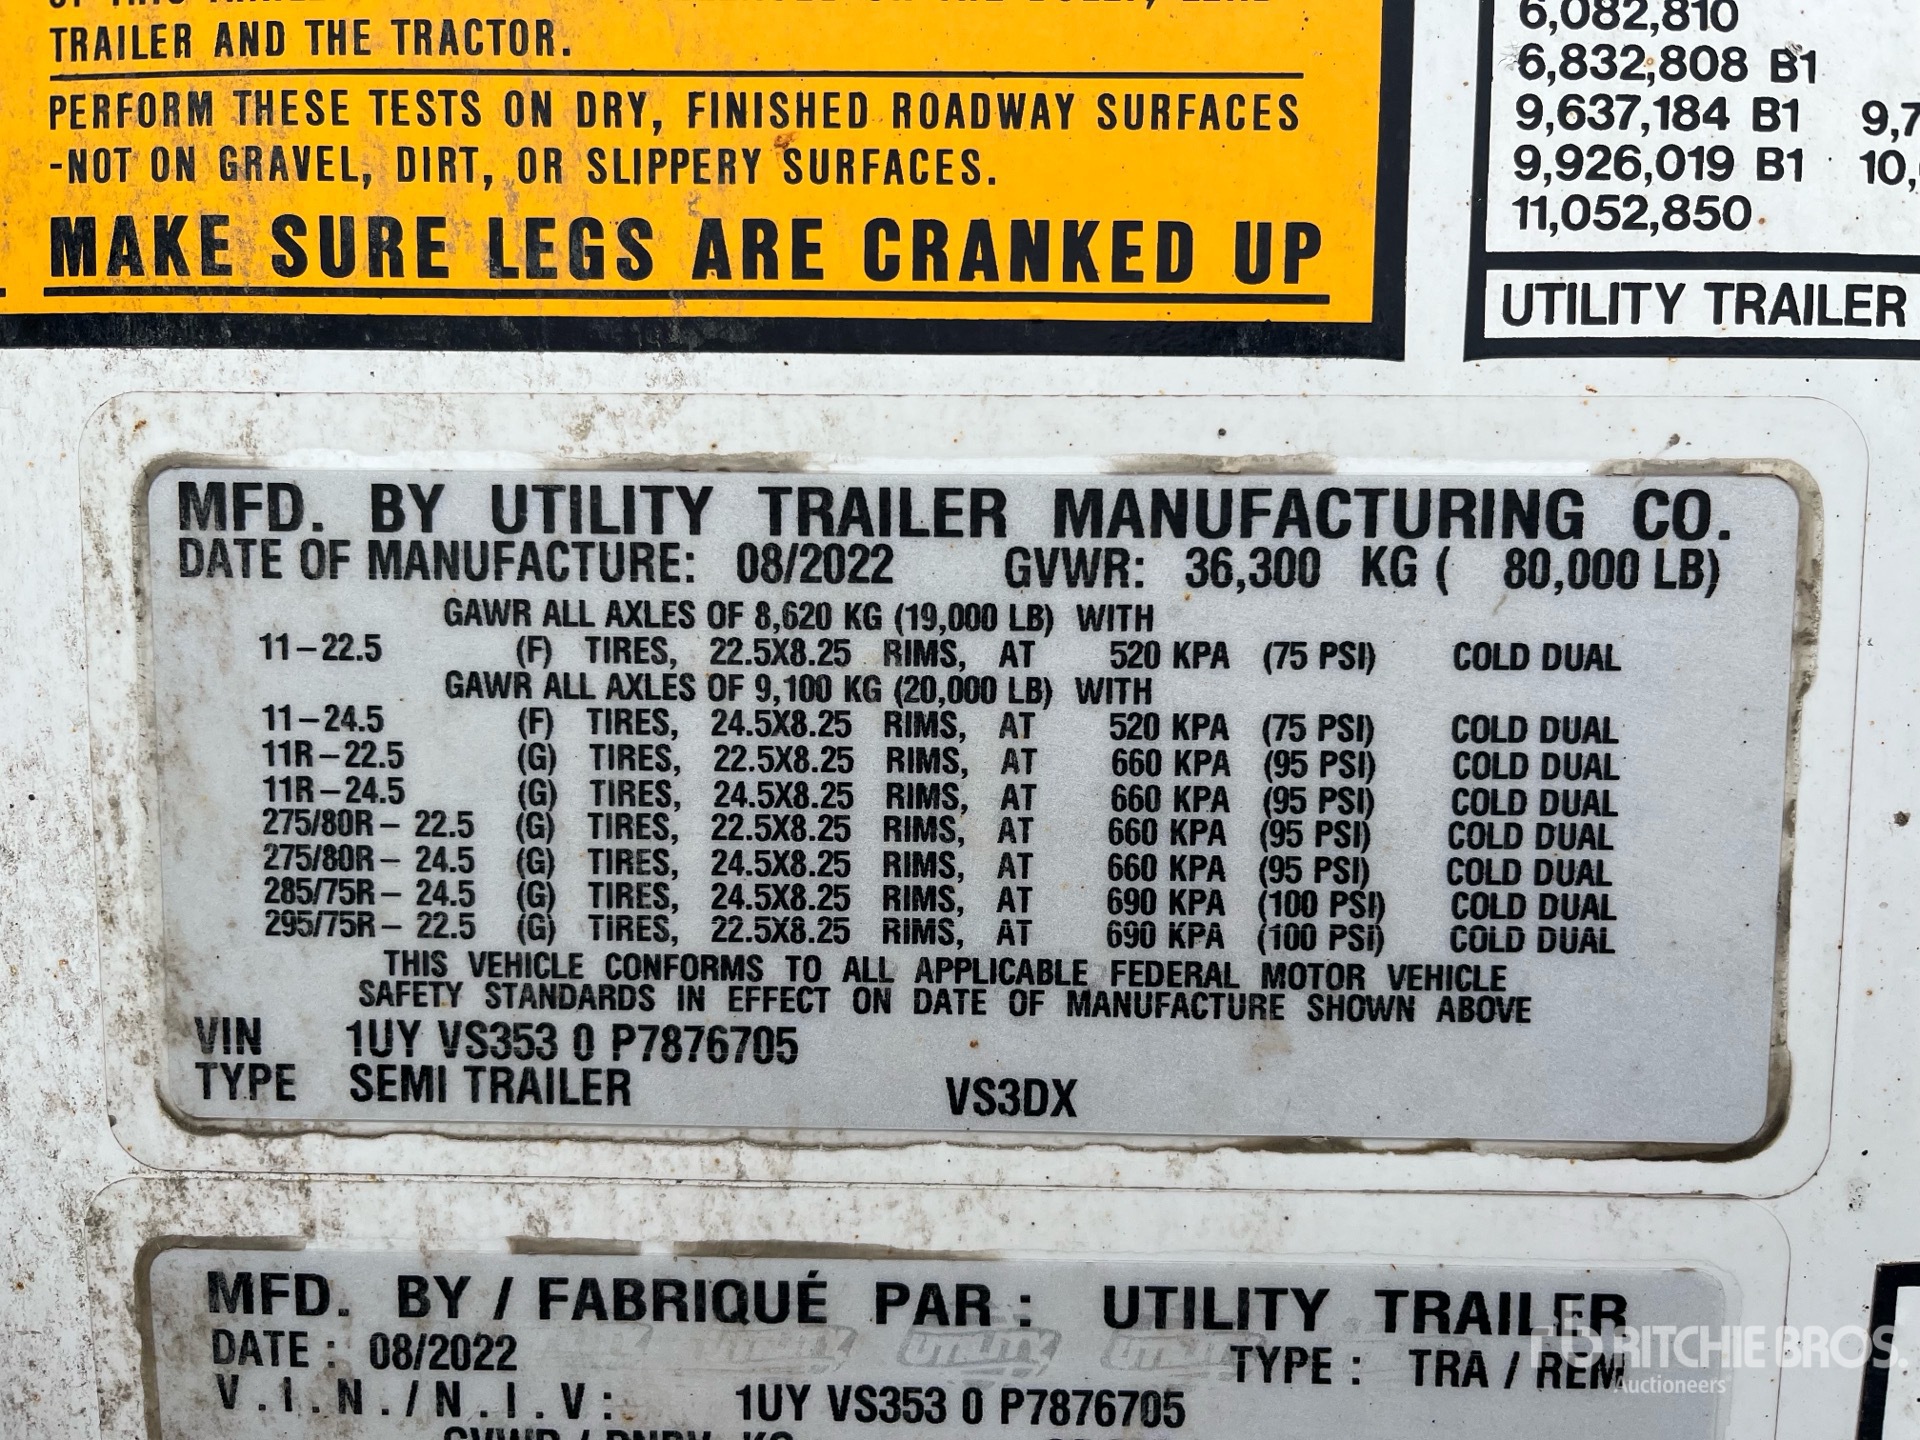 TRAILER AND THE TRACTOR.
PERFORM THESE TESTS ON DRY, FINISHED ROADWAY SURFACES
-NOT ON GRAVEL, DIRT, OR SLIPPERY SURFACES.
MAKE SURE LEGS ARE CRANKED UP
6,082,810
6,832,808 B1
9,637,184 B1 9,7
9,926,019 B1 10,
11,052,850
UTILITY TRAILER
MFD. BY UTILITY TRAILER MANUFACTURING CO.
DATE OF MANUFACTURE: 08/2022 GVWR: 36,300 KG ( 80,000 LB)
GAWR ALL AXLES OF 8,620 KG (19,000 LB) WITH
11-22.5 (F) TIRES, 22.5X8.25 RIMS, AT 520 KPA (75 PSI) COLD DUAL
GAWR ALL AXLES OF 9,100 KG (20,000 LB) WITH
11-24.5 (F) TIRES, 24.5X8.25 RIMS, AT 520 KPA (75 PSI) COLD DUAL
11R-22.5 (G) TIRES, 22.5X8.25 RIMS, AT 660 KPA (95 PSI) COLD DUAL
11R-24.5 (G) TIRES, 24.5X8.25 RIMS, AT 660 KPA (95 PSI) COLD DUAL
275/80R- 22.5 (G) TIRES, 22.5X8.25 RIMS, AT 660 KPA (95 PSI) COLD DUAL
275/80R- 24.5 (G) TIRES, 24.5X8.25 RIMS, AT 660 KPA (95 PSI) COLD DUAL
285/75R- 24.5 (G) TIRES, 24.5X8.25 RIMS, AT 690 KPA (100 PSI) COLD DUAL
295/75R- 22.5 (G) TIRES, 22.5X8.25 RIMS, AT 690 KPA (100 PSI) COLD DUAL
THIS VEHICLE CONFORMS TO ALL APPLICABLE FEDERAL MOTOR VEHICLE
SAFETY STANDARDS IN EFFECT ON DATE OF MANUFACTURE SHOWN ABOVE
VIN 1UY VS353 0 P7876705
TYPE SEMI TRAILER VS3DX
MFD. BY / FABRIQUÉ PAR : UTILITY TRAILER
DATE : 08/2022 TYPE : TRA / REM
V.I.N./N.I.V: 1UY VS353 0 P7876705
RITCHIE BROS.
Auctioneers